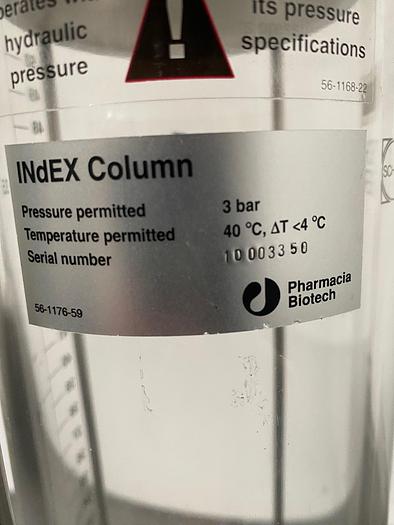 its pressure
hydraulic
specifications
pressure
56-1168-22
INdEX Column
Pressure permitted 3 bar
Temperature permitted 40 °C, ΔT <4 °C
Serial number 10003350
56-1176-59
Pharmacia
Biotech